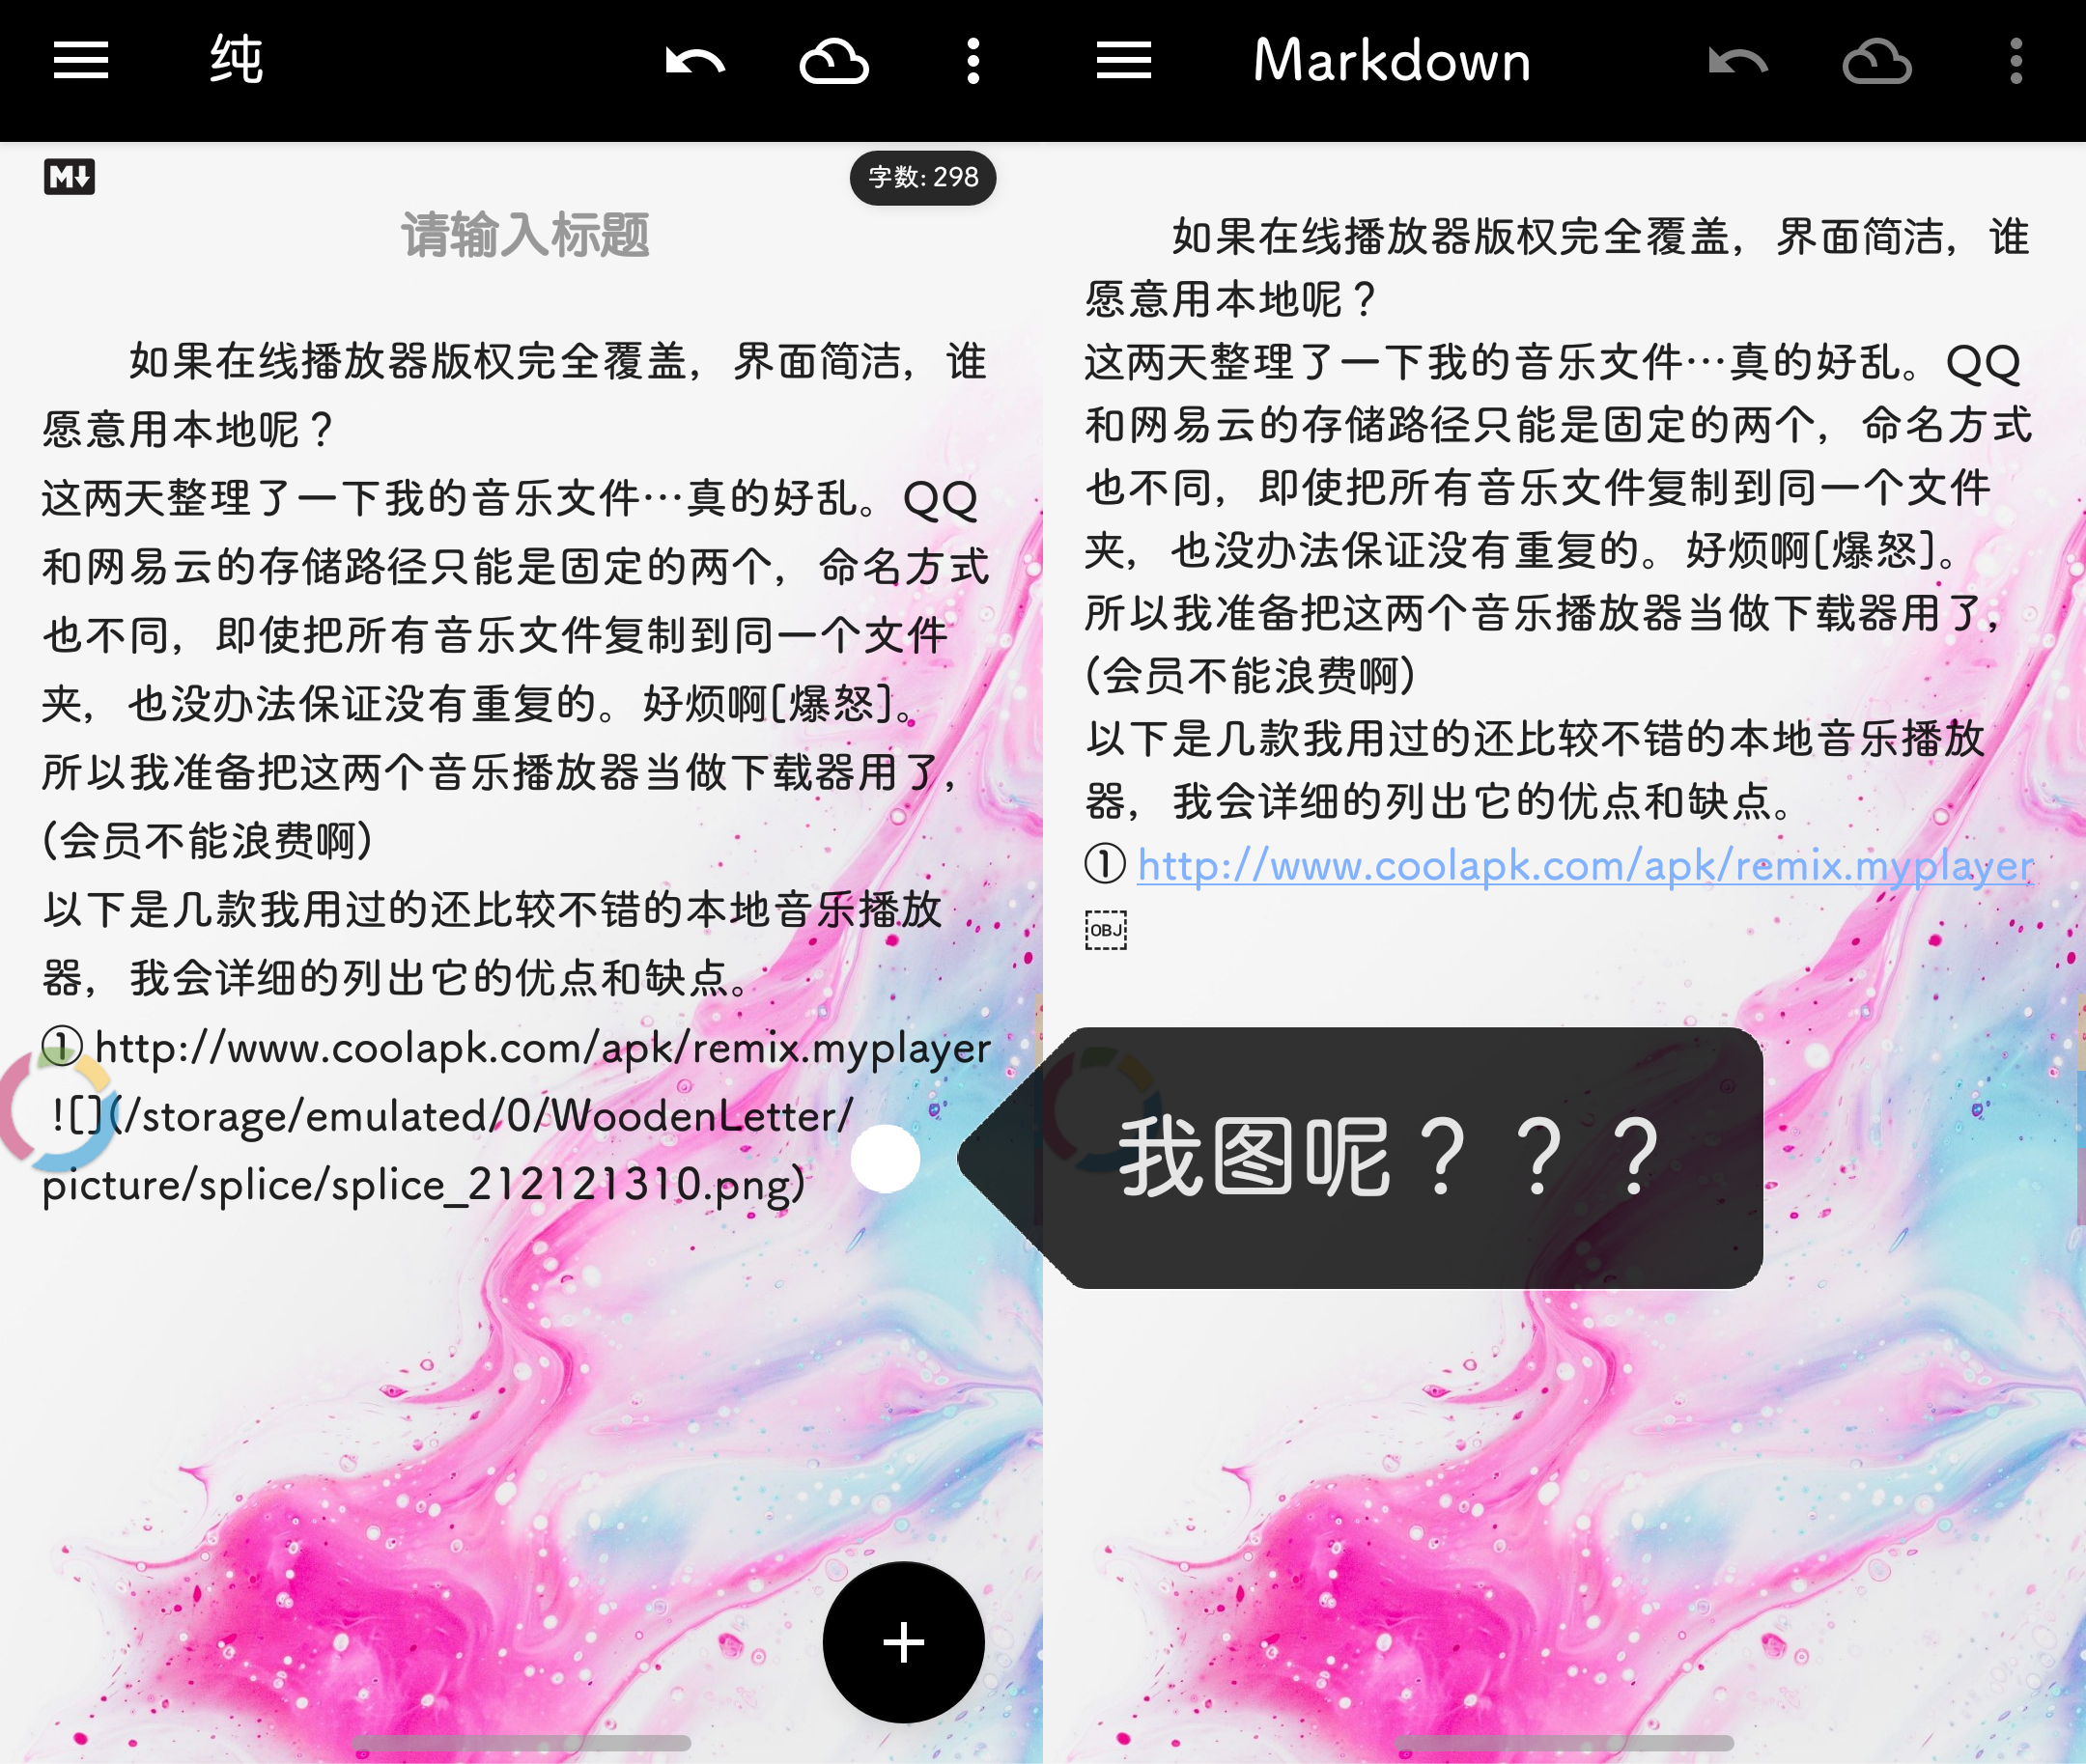 纯
M↓
字数: 298
请输入标题
如果在线播放器版权完全覆盖，界面简洁，谁
愿意用本地呢？
这两天整理了一下我的音乐文件…真的好乱。QQ
和网易云的存储路径只能是固定的两个，命名方式
也不同，即使把所有音乐文件复制到同一个文件
夹，也没办法保证没有重复的。好烦啊[爆怒]。
所以我准备把这两个音乐播放器当做下载器用了，
(会员不能浪费啊)
以下是几款我用过的还比较不错的本地音乐播放
器，我会详细的列出它的优点和缺点。
① http://www.coolapk.com/apk/remix.myplayer
![](/storage/emulated/0/WoodenLetter/
picture/splice/splice_212121310.png)
Markdown
如果在线播放器版权完全覆盖，界面简洁，谁
愿意用本地呢？
这两天整理了一下我的音乐文件…真的好乱。QQ
和网易云的存储路径只能是固定的两个，命名方式
也不同，即使把所有音乐文件复制到同一个文件
夹，也没办法保证没有重复的。好烦啊[爆怒]。
所以我准备把这两个音乐播放器当做下载器用了，
(会员不能浪费啊)
以下是几款我用过的还比较不错的本地音乐播放
器，我会详细的列出它的优点和缺点。
① http://www.coolapk.com/apk/remix.myplayer
OBJ
我图呢？？？